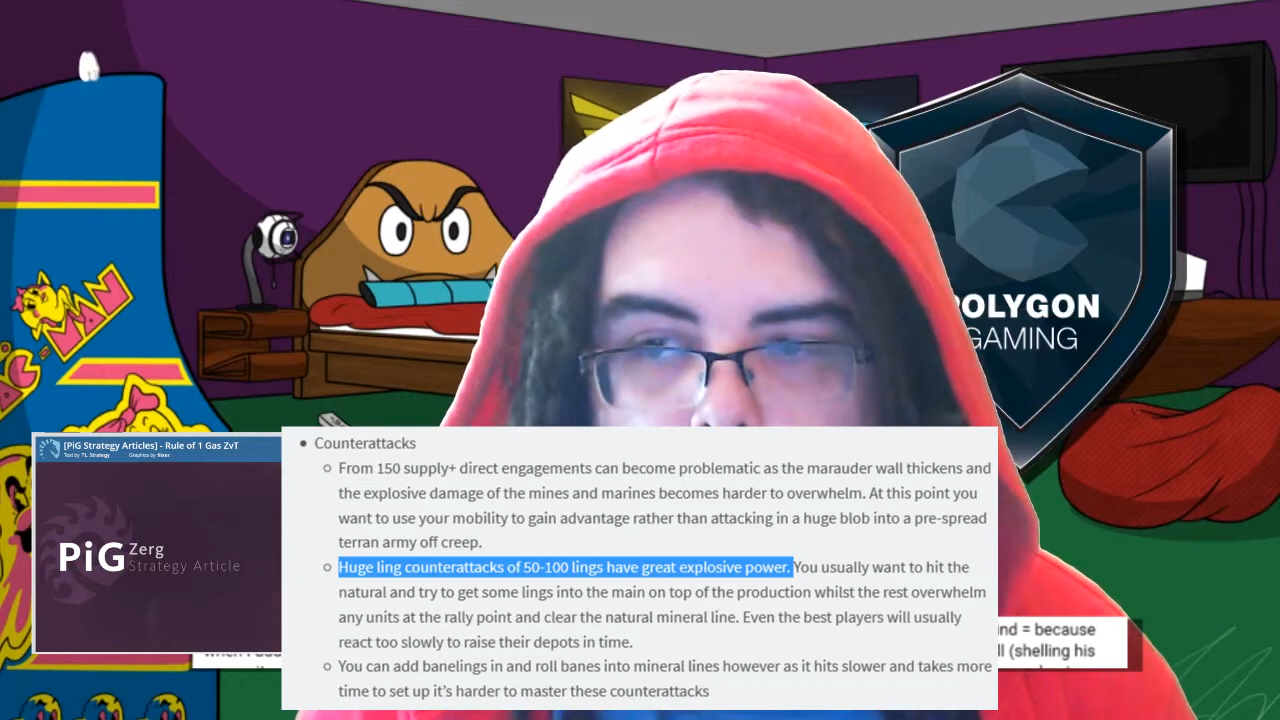 MAN
POLYGON
GAMING
[PiG Strategy Articles] - Rule of 1 Gas ZvT
Text by TL Strategy Graphics by Nixer
PiG Zerg
Strategy Article
• Counterattacks
○ From 150 supply+ direct engagements can become problematic as the marauder wall thickens and
the explosive damage of the mines and marines becomes harder to overwhelm. At this point you
want to use your mobility to gain advantage rather than attacking in a huge blob into a pre-spread
terran army off creep.
○ Huge ling counterattacks of 50-100 lings have great explosive power. You usually want to hit the
natural and try to get some lings into the main on top of the production whilst the rest overwhelm
any units at the rally point and clear the natural mineral line. Even the best players will usually
react too slowly to raise their depots in time.
○ You can add banelings in and roll banes into mineral lines however as it hits slower and takes more
time to set up it’s harder to master these counterattacks
= because
(shelling his